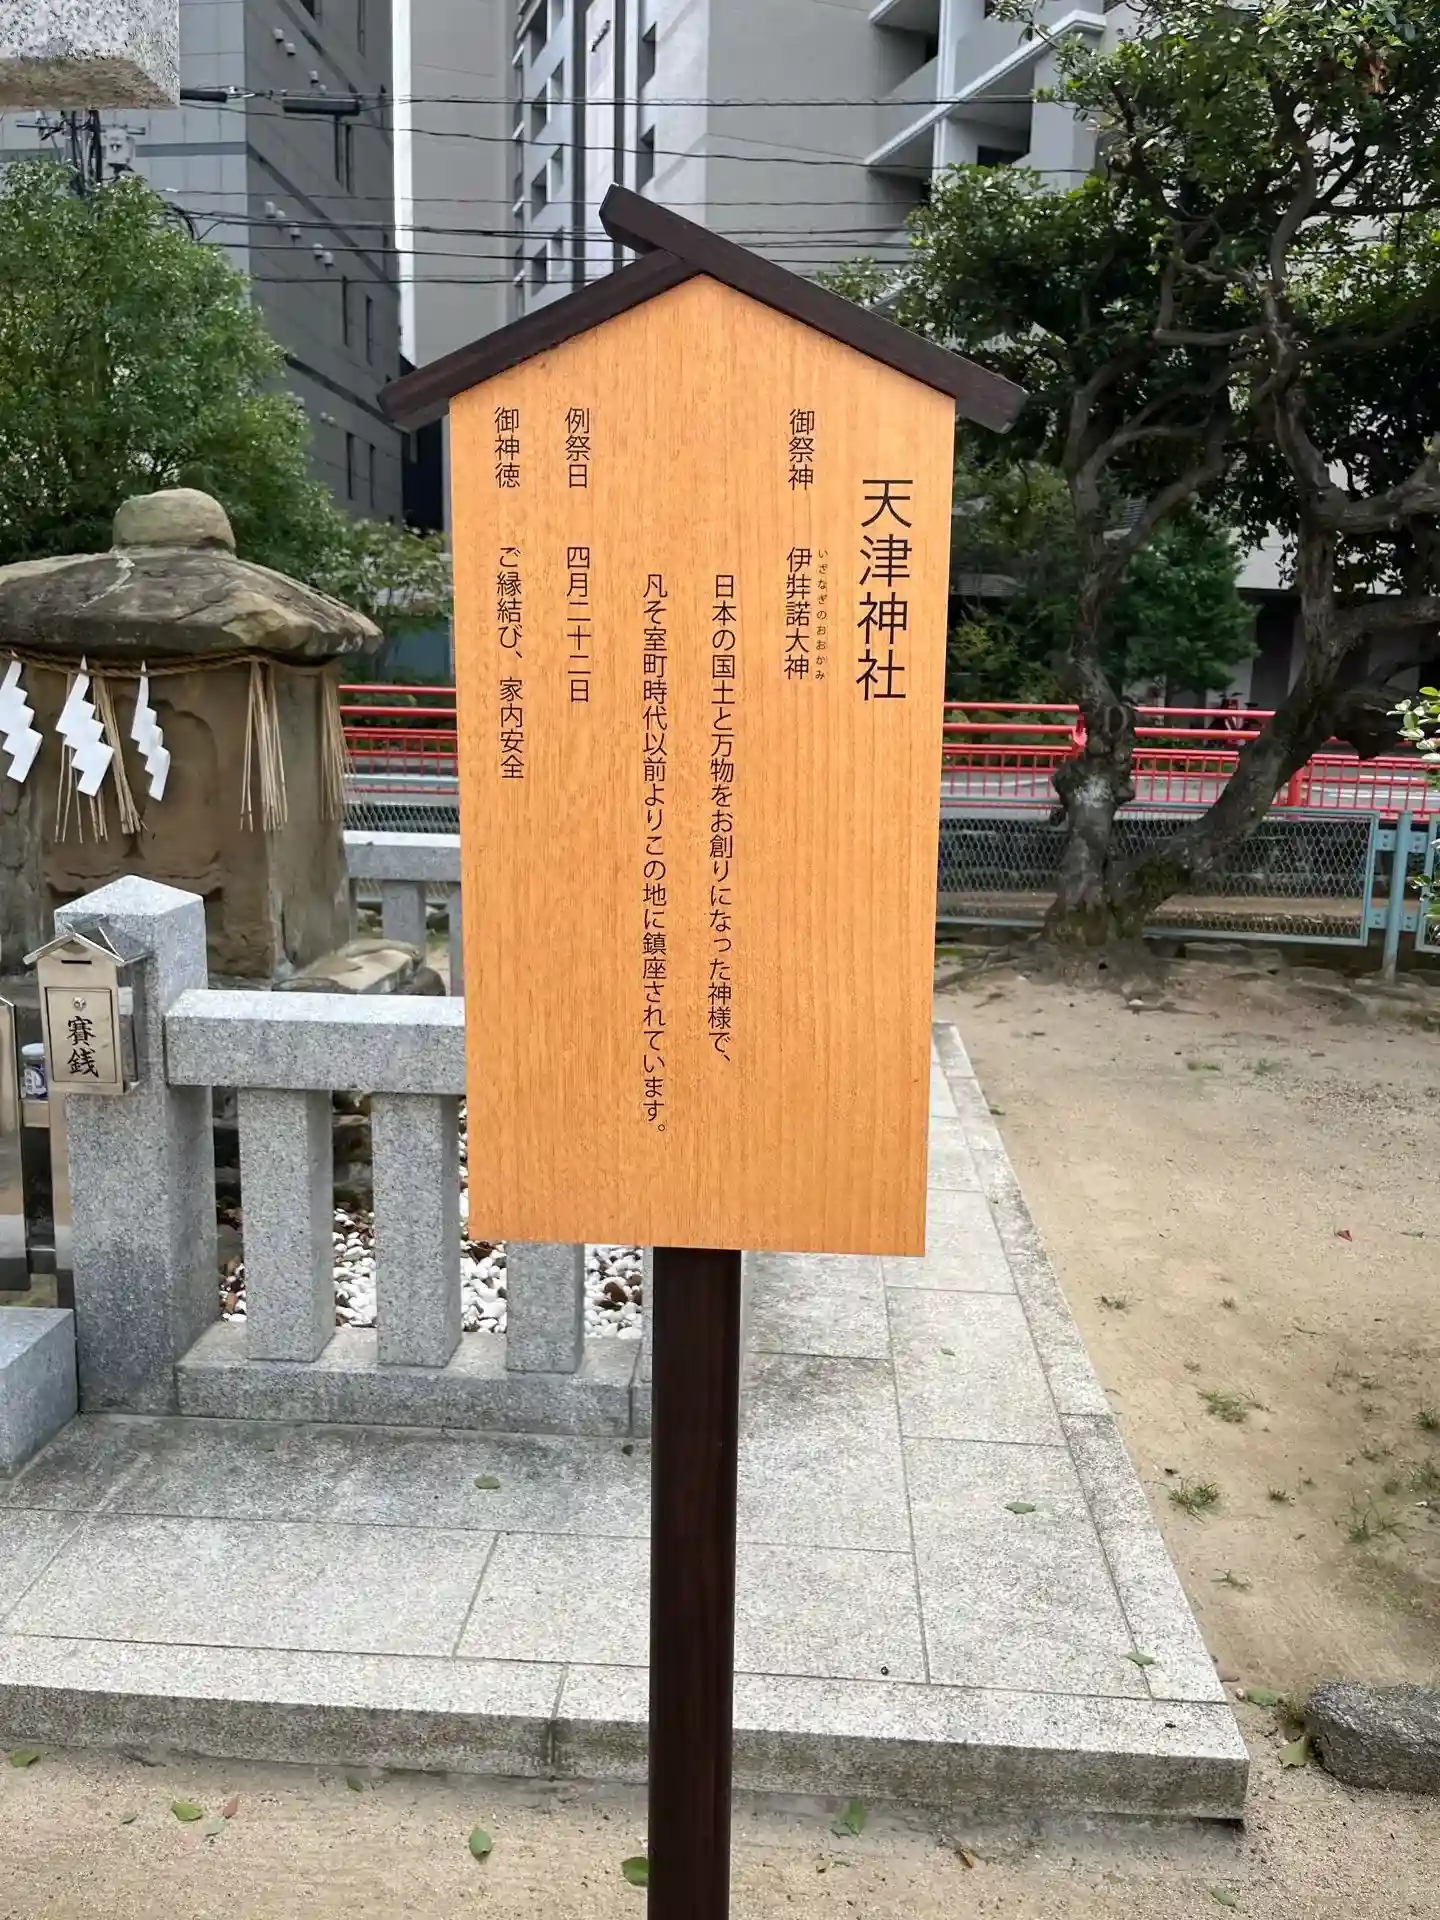 天津神社
御祭神 伊弉諾大神
いざなぎのおおかみ
日本の国土と万物をお創りになった神様で、
凡そ室町時代以前よりこの地に鎮座されています。
例祭日 四月二十二日
御神徳 ご縁結び、家内安全
賽銭